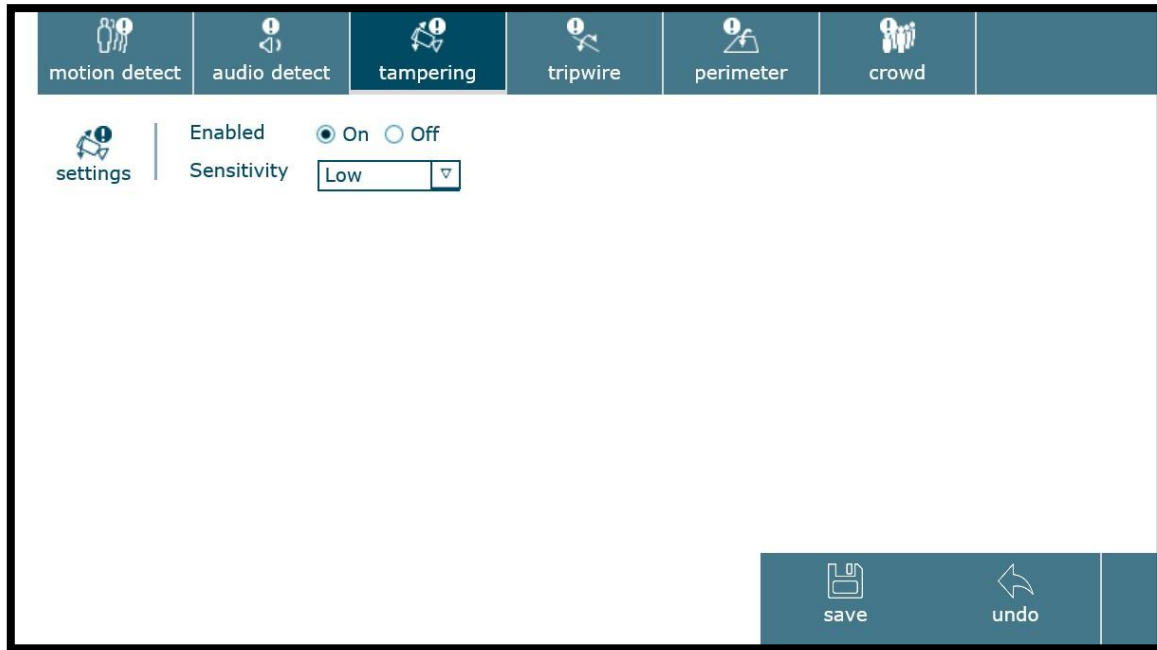 motion detect
audio detect
tampering
tripwire
perimeter
crowd
settings
Enabled On Off
Sensitivity Low
save
undo